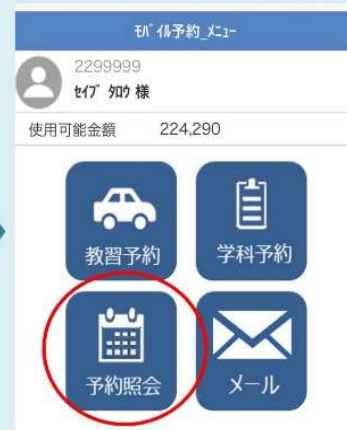 ﾓﾊﾞｲﾙ予約_ﾒﾆｭｰ
2299999
ｾｲﾌﾞ ﾀﾛｳ 様
使用可能金額 224,290
教習予約 学科予約
予約照会 メール